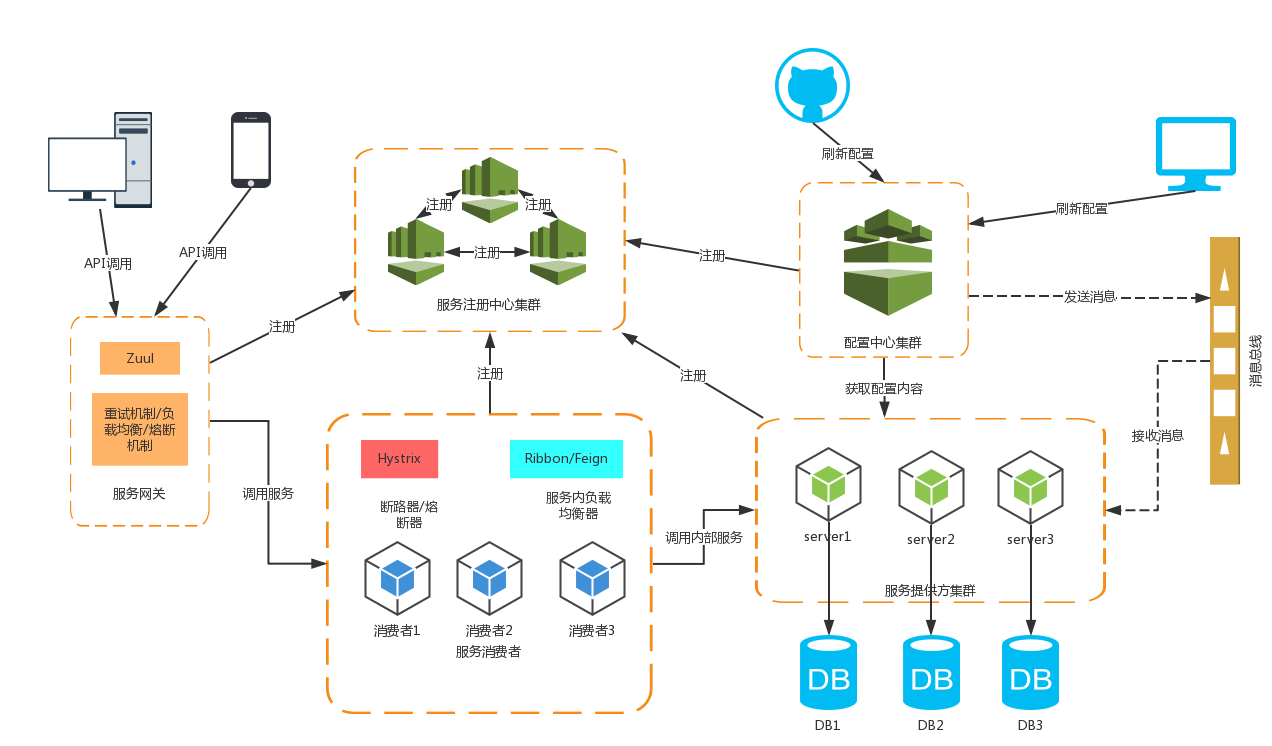 刷新配置
刷新配置
API调用
API调用
注册
注册
注册
服务注册中心集群
注册
发送消息
配置中心集群
消息总线
注册
Zuul
重试机制/负
载均衡/熔断
机制
服务网关
注册
注册
获取配置内容
接收消息
调用服务
Hystrix
Ribbon/Feign
断路器/熔
断器
服务内负载
均衡器
消费者1
消费者2
消费者3
服务消费者
调用内部服务
server1
server2
server3
服务提供方集群
DB
DB
DB
DB1
DB2
DB3